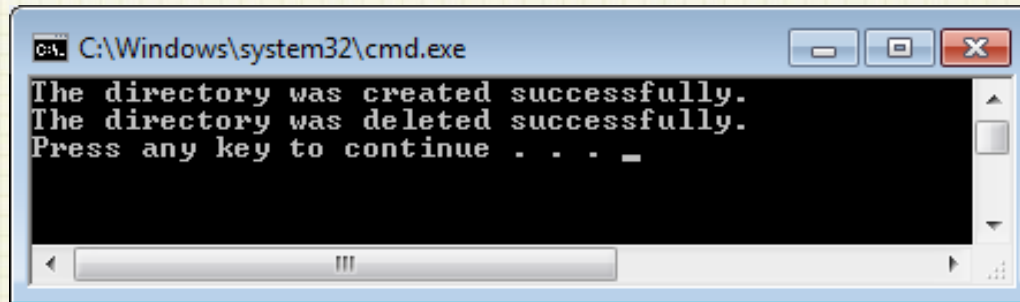 C:\Windows\system32\cmd.exe
The directory was created successfully.
The directory was deleted successfully.
Press any key to continue . . . _